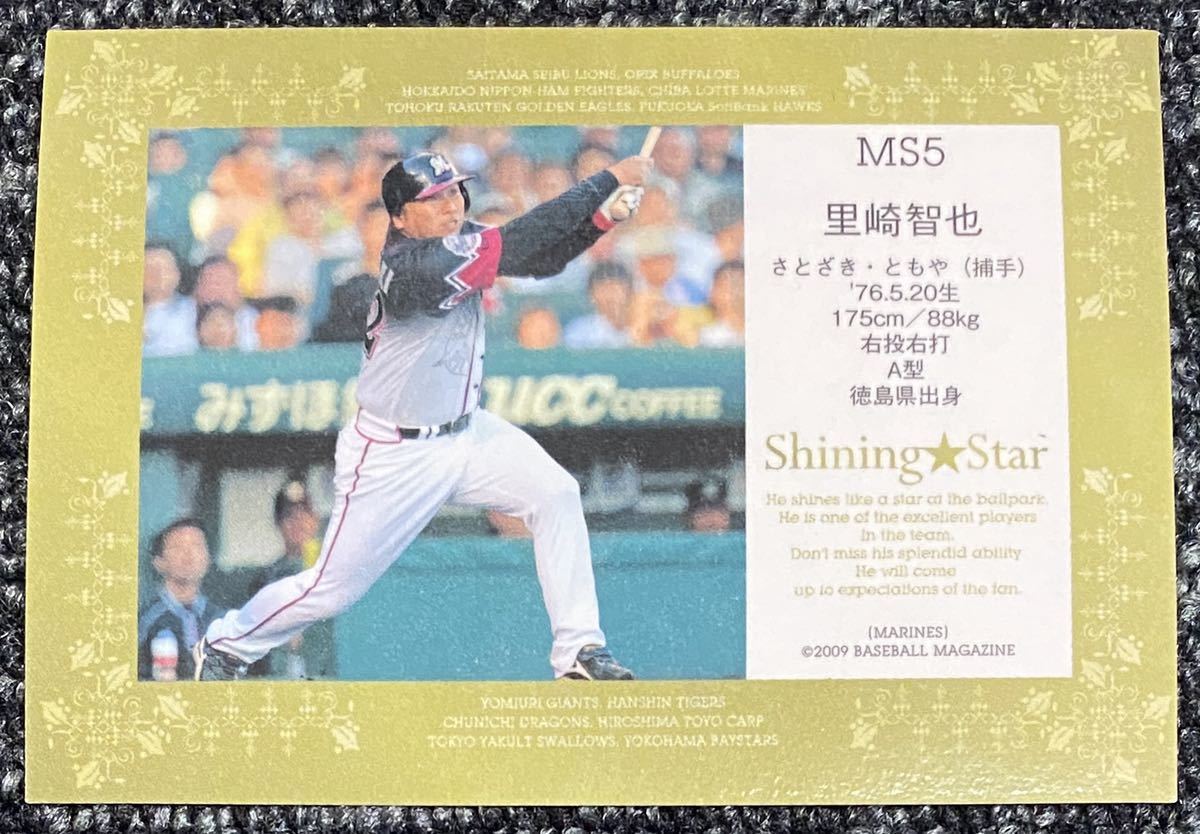 SAITAMA SEIBU LIONS, ORIX BUFFALOES
HOKKAIDO NIPPON-HAM FIGHTERS, CHIBA LOTTE MARINES
TOHOKU RAKUTEN GOLDEN EAGLES, FUKUOKA SoftBank HAWKS
M
2
みずほ
UCC COFFEE
MS5
里崎智也
さとざき・ともや（捕手）
'76.5.20生
175cm／88kg
右投右打
A型
徳島県出身
Shining★Star
He shines like a star at the ballpark.
He is one of the excellent players
in the team.
Don't miss his splendid ability
He will come
up to expectations of the fan.
(MARINES)
©2009 BASEBALL MAGAZINE
YOMIURI GIANTS, HANSHIN TIGERS
CHUNICHI DRAGONS, HIROSHIMA TOYO CARP
TOKYO YAKULT SWALLOWS, YOKOHAMA BAYSTARS